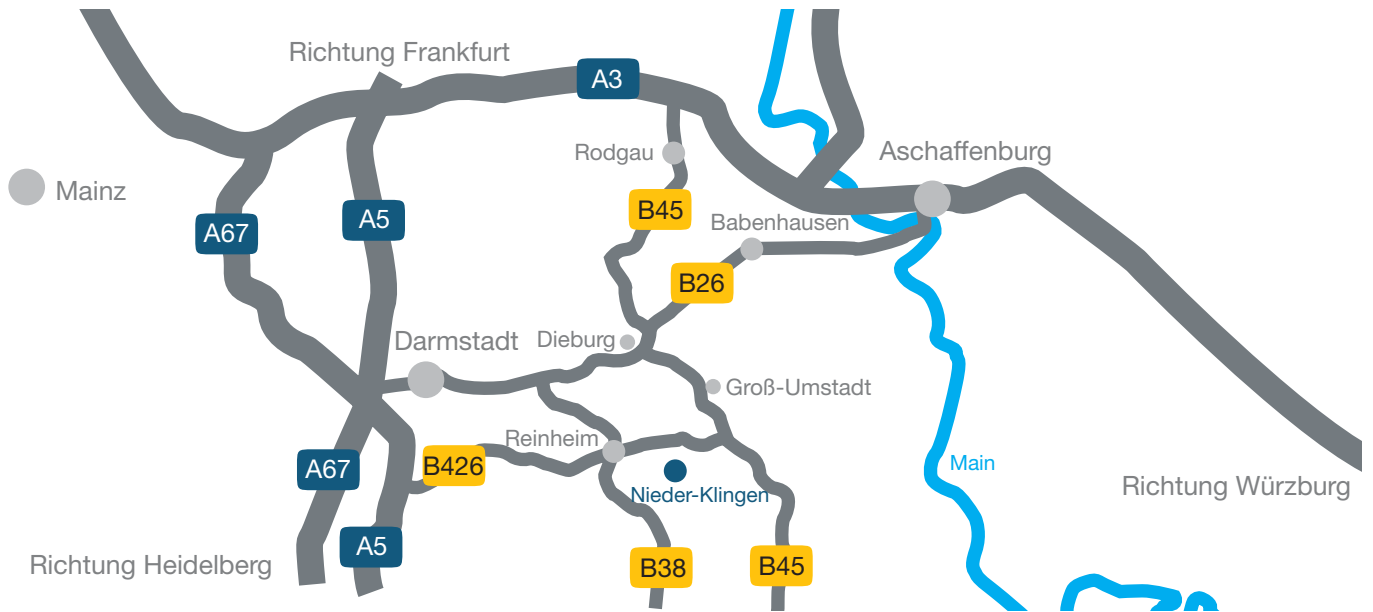 Richtung Frankfurt
A3
Rodgau
Aschaffenburg
Mainz
B45
A5
A67
Babenhausen
B26
Darmstadt
Dieburg
Groß-Umstadt
Reinheim
B426
A67
Nieder-Klingen
Main
Richtung Würzburg
A5
Richtung Heidelberg
B38
B45